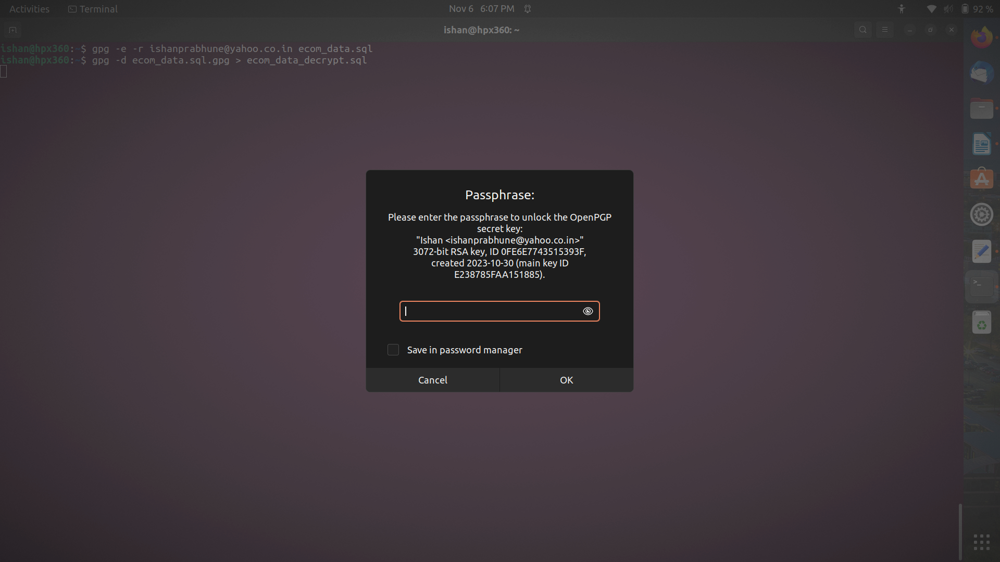 Activities Terminal Nov 6 6:07 PM 92 %
ishan@hpx360: ~
ishan@hpx360:~$ gpg -e -r ishanprabhune@yahoo.co.in ecom_data.sql
ishan@hpx360:~$ gpg -d ecom_data.sql.gpg > ecom_data_decrypt.sql
Passphrase:
Please enter the passphrase to unlock the OpenPGP
secret key:
"Ishan <ishanprabhune@yahoo.co.in>"
3072-bit RSA key, ID 0FE6E7743515393F,
created 2023-10-30 (main key ID
E238785FAA151885).
Save in password manager
Cancel OK